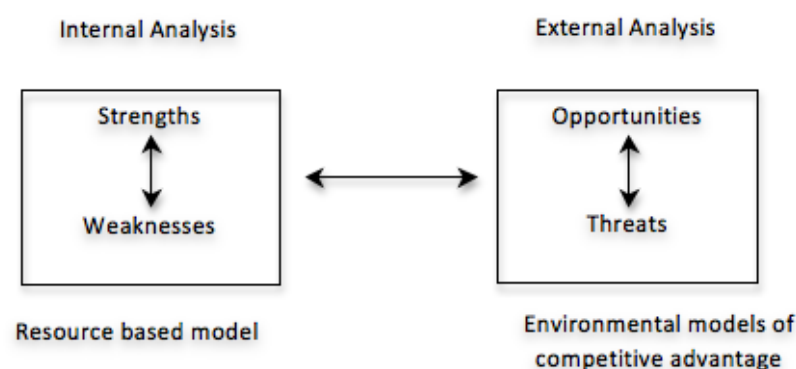 Internal Analysis
External Analysis
Strengths
Weaknesses
Opportunities
Threats
Resource based model
Environmental models of
competitive advantage